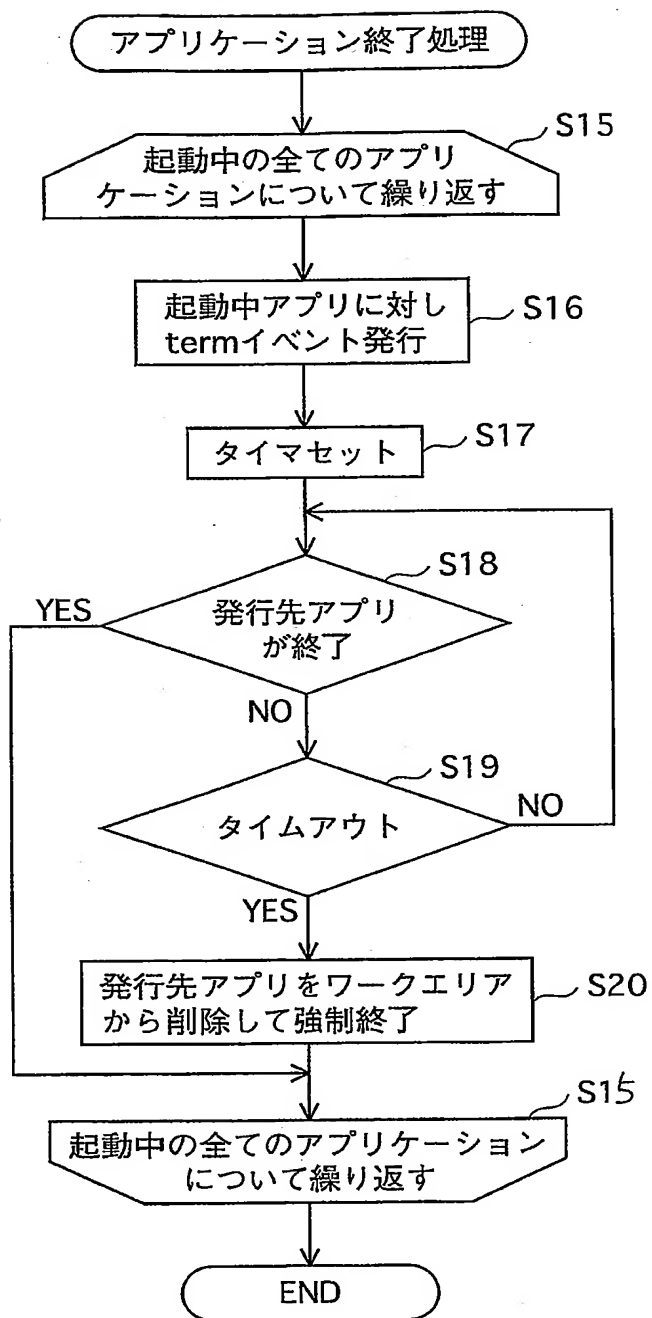 アプリケーション終了処理
S15
起動中の全てのアプリ
ケーションについて繰り返す
起動中アプリに対し
termイベント発行
S16
タイマセット
S17
S18
YES
発行先アプリ
が終了
NO
S19
タイムアウト
NO
YES
発行先アプリをワークエリア
から削除して強制終了
S20
S15
起動中の全てのアプリケーション
について繰り返す
END